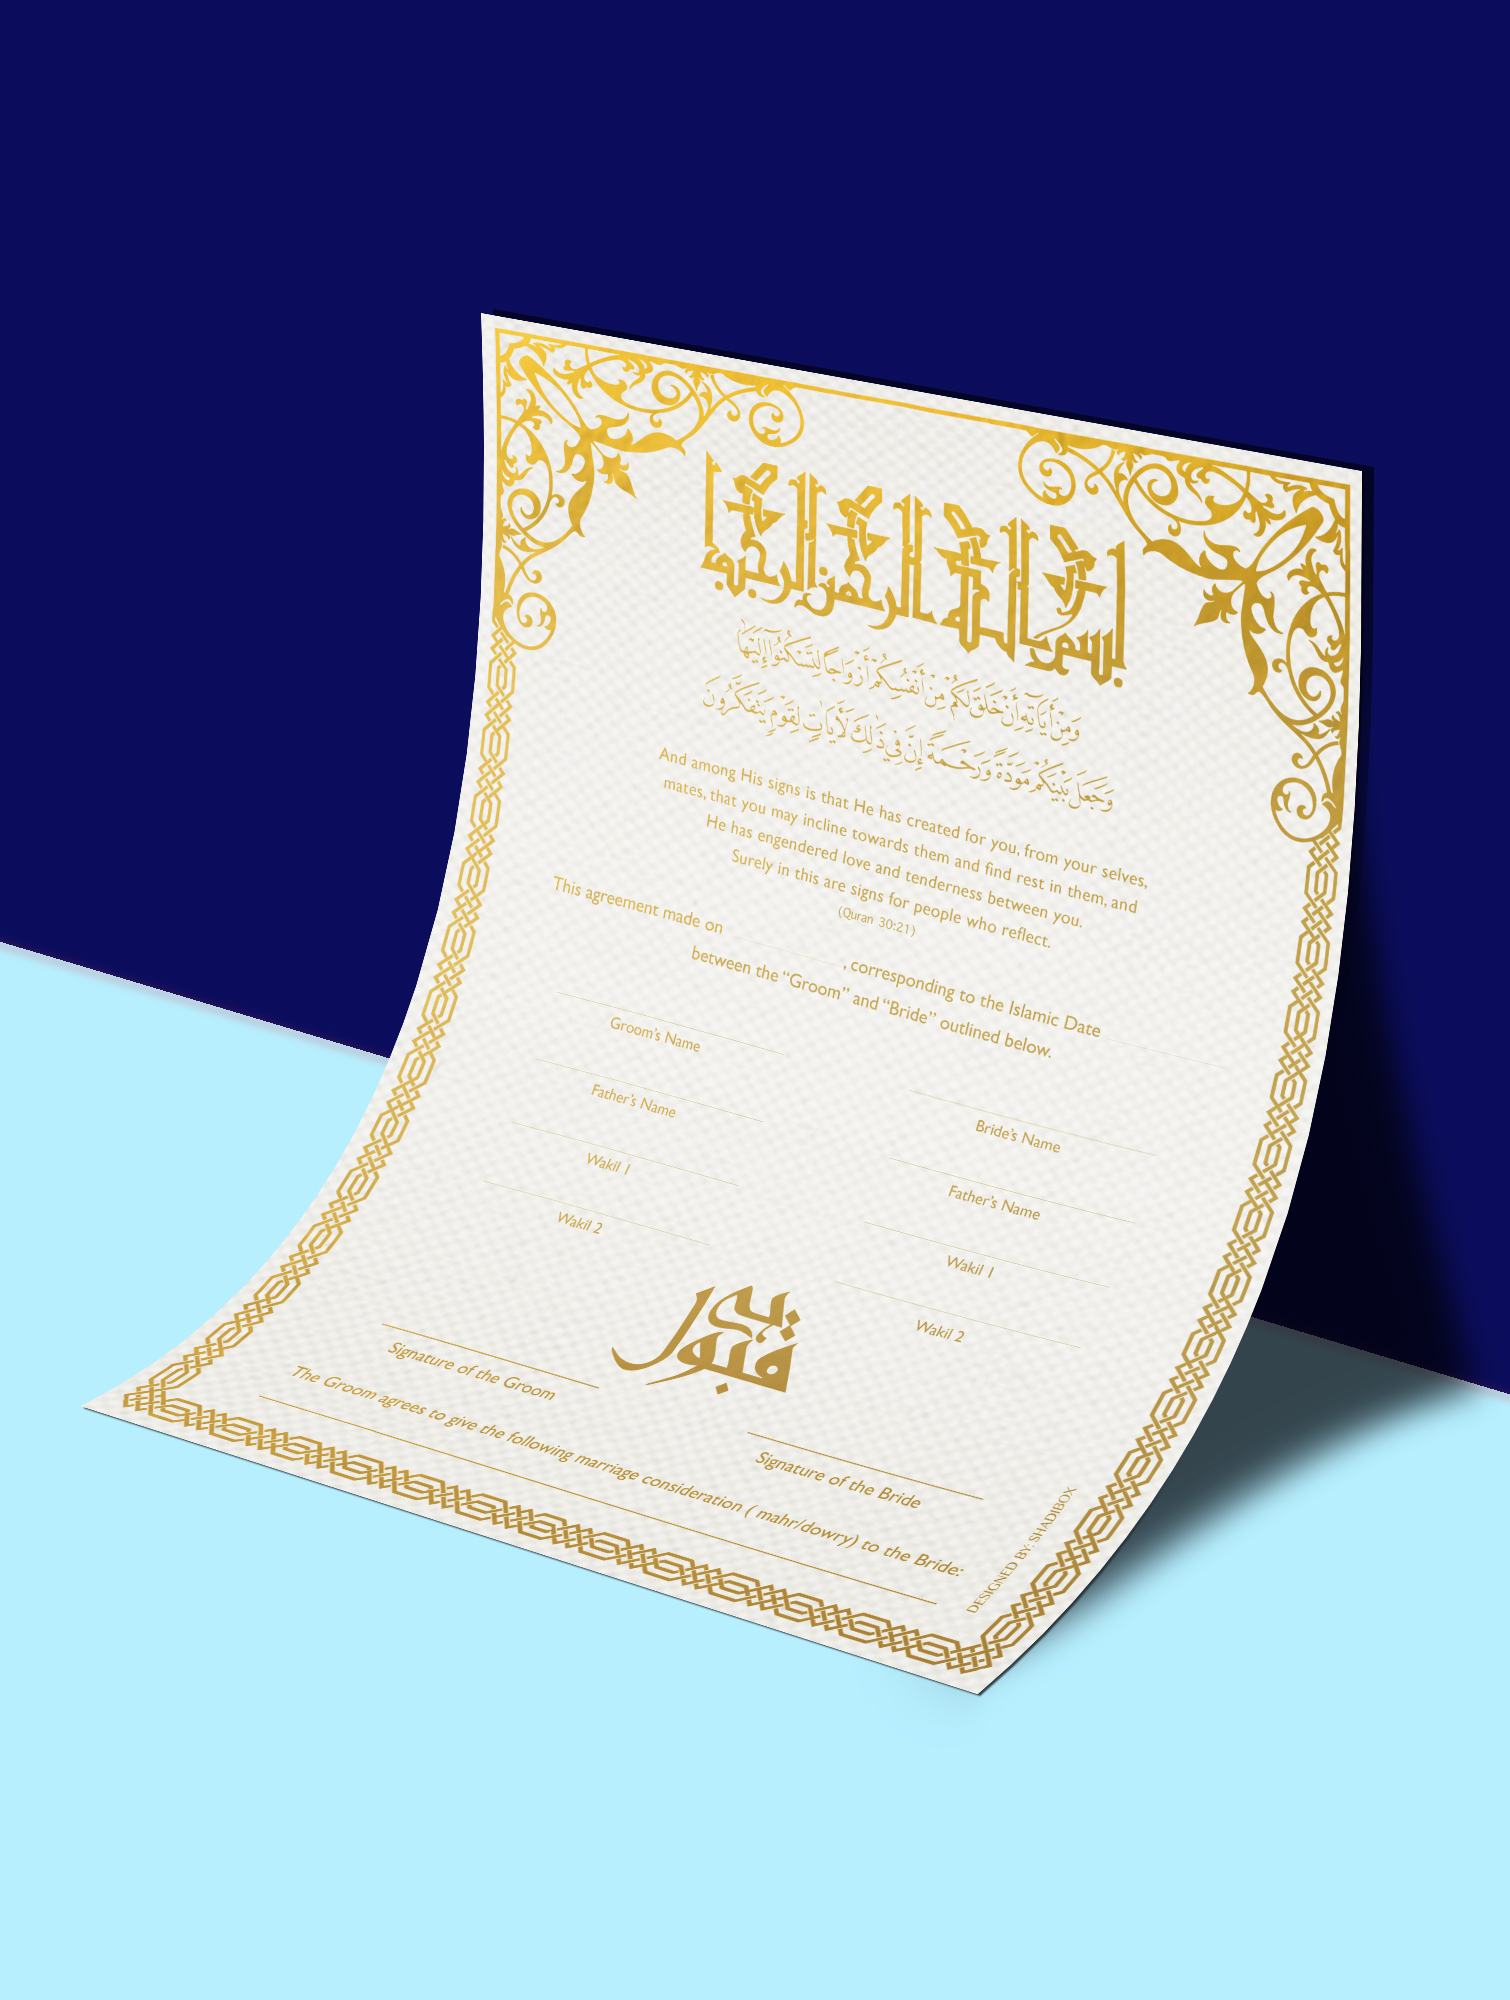 بسم الله الرحمن الرحيم
وَمِنْ أَيَاتِهِ أَنْ خَلَقَ لَكُمْ مِنْ أَنْفُسِكُمْ أَزْوَاجًا لِتَسْكُنُوا إِلَيْهَا
وَجَعَلَ بَيْنَكُمْ مَوَدَّةً وَرَحْمَةً إِنَّ فِي ذَٰلِكَ لَأَيَاتٍ لِقَوْمٍ يَتَفَكَّرُونَ
And among His signs is that He has created for you, from your selves,
mates, that you may incline towards them and find rest in them, and
He has engendered love and tenderness between you.
Surely in this are signs for people who reflect.
(Quran 30:21)
This agreement made on , corresponding to the Islamic Date
between the “Groom” and “Bride” outlined below.
Groom's Name
Bride's Name
Father's Name
Father's Name
Wakil 1
Wakil 1
Wakil 2
Wakil 2
قبول
Signature of the Groom
Signature of the Bride
The Groom agrees to give the following marriage consideration ( mahr/dowry) to the Bride:
DESIGNED BY: SHADIBOX